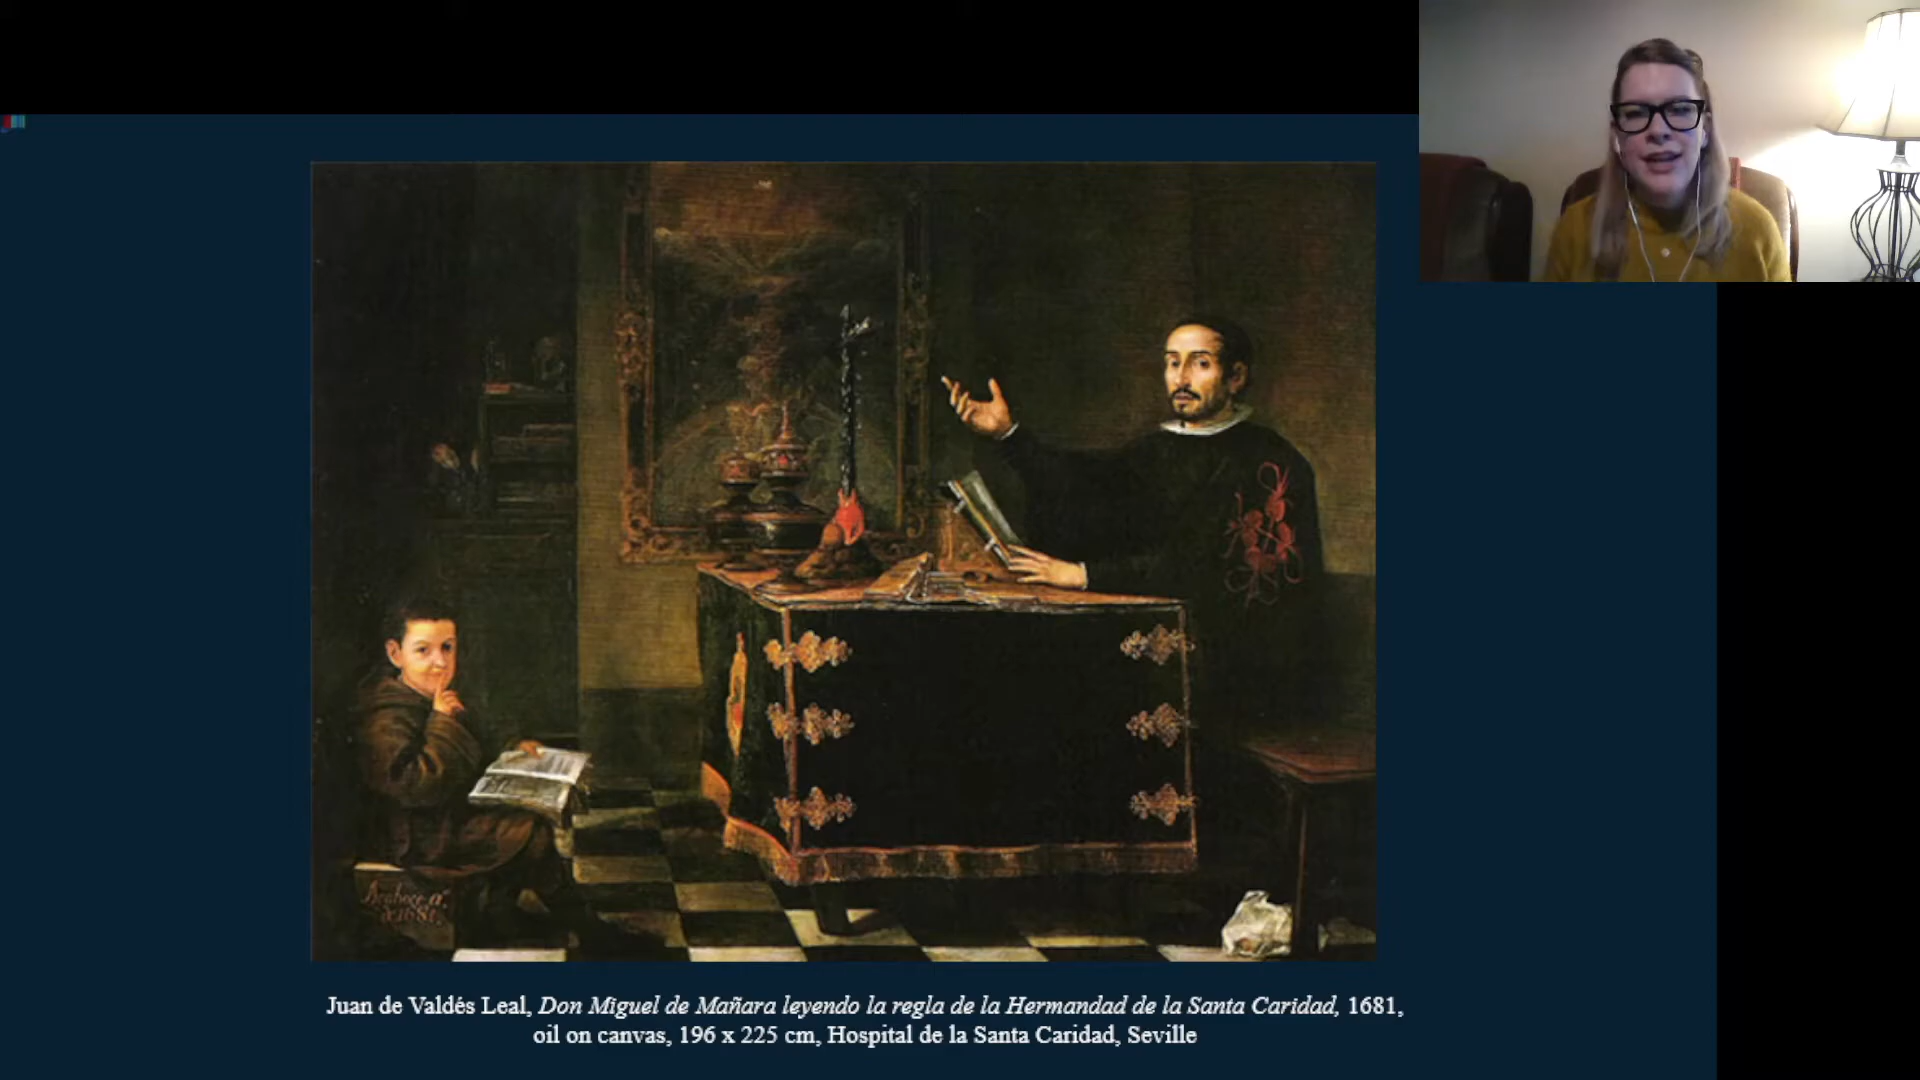 Juan de Valdés Leal, Don Miguel de Mañara leyendo la regla de la Hermandad de la Santa Caridad, 1681,
oil on canvas, 196 x 225 cm, Hospital de la Santa Caridad, Seville